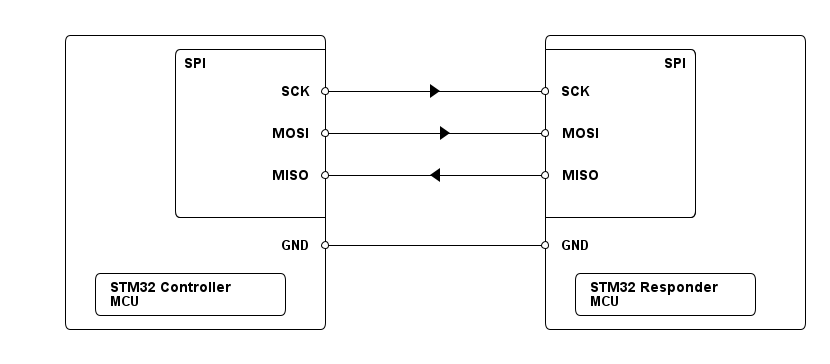 SPI
SPI
SCK
SCK
MOSI
MOSI
MISO
MISO
GND
GND
STM32 Controller
MCU
STM32 Responder
MCU